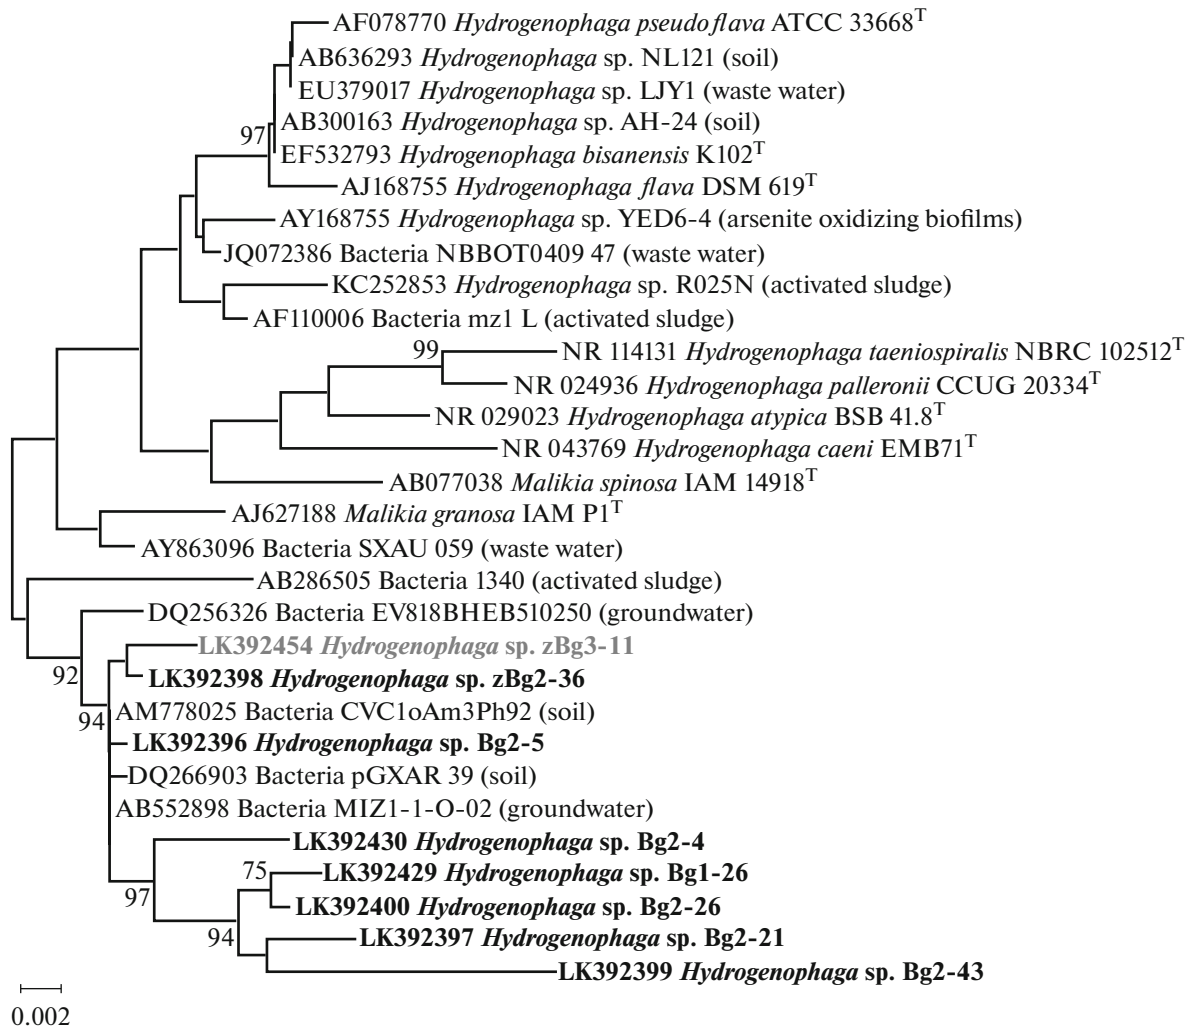 AF078770 Hydrogenophaga pseudoflava ATCC 33668T
AB636293 Hydrogenophaga sp. NL121 (soil)
EU379017 Hydrogenophaga sp. LJY1 (waste water)
AB300163 Hydrogenophaga sp. AH-24 (soil)
97
EF532793 Hydrogenophaga bisanensis K102T
AJ168755 Hydrogenophaga flava DSM 619T
AY168755 Hydrogenophaga sp. YED6-4 (arsenite oxidizing biofilms)
JQ072386 Bacteria NBBOT0409 47 (waste water)
KC252853 Hydrogenophaga sp. R025N (activated sludge)
AF110006 Bacteria mz1 L (activated sludge)
99
NR 114131 Hydrogenophaga taeniospiralis NBRC 102512T
NR 024936 Hydrogenophaga palleronii CCUG 20334T
NR 029023 Hydrogenophaga atypica BSB 41.8T
NR 043769 Hydrogenophaga caeni EMB71T
AB077038 Malikia spinosa IAM 14918T
AJ627188 Malikia granosa IAM P1T
AY863096 Bacteria SXAU 059 (waste water)
AB286505 Bacteria 1340 (activated sludge)
DQ256326 Bacteria EV818BHEB510250 (groundwater)
LK392454 Hydrogenophaga sp. zBg3-11
92
LK392398 Hydrogenophaga sp. zBg2-36
94
AM778025 Bacteria CVC1oAm3Ph92 (soil)
LK392396 Hydrogenophaga sp. Bg2-5
DQ266903 Bacteria pGXAR 39 (soil)
AB552898 Bacteria MIZ1-1-O-02 (groundwater)
LK392430 Hydrogenophaga sp. Bg2-4
75
LK392429 Hydrogenophaga sp. Bg1-26
97
LK392400 Hydrogenophaga sp. Bg2-26
94
LK392397 Hydrogenophaga sp. Bg2-21
LK392399 Hydrogenophaga sp. Bg2-43
0.002